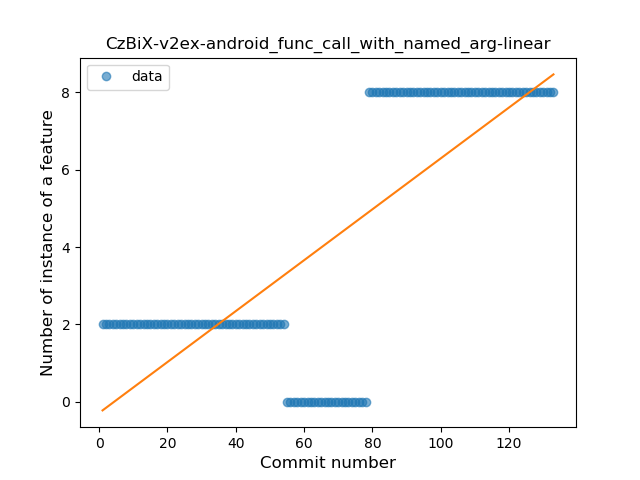 CzBiX-v2ex-android_func_call_with_named_arg-linear
data
Number of instance of a feature
8
6
4
2
0
0 20 40 60 80 100 120
Commit number